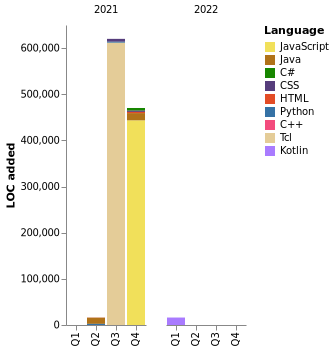 2021 2022
Language
JavaScript
Java
C#
CSS
HTML
Python
C++
Tcl
Kotlin
LOC added
600,000
500,000
400,000
300,000
200,000
100,000
0
Q1 Q2 Q3 Q4 Q1 Q2 Q3 Q4